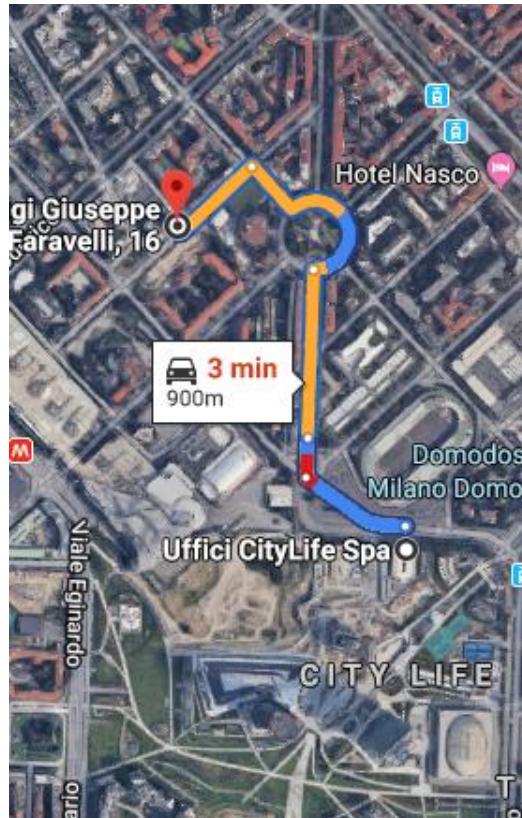 Hotel Nasco
gi Giuseppe
Faravelli, 16
3 min
900m
Domodos
Milano Domo
Uffici CityLife Spa
Viale Eginardo
CITY LIFE
ario
T